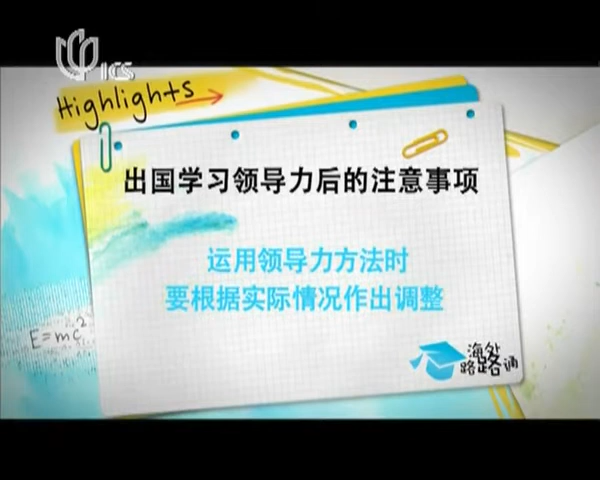 ICS
Highlights
出国学习领导力后的注意事项
运用领导力方法时
要根据实际情况作出调整
E=mc²
海外
路路通